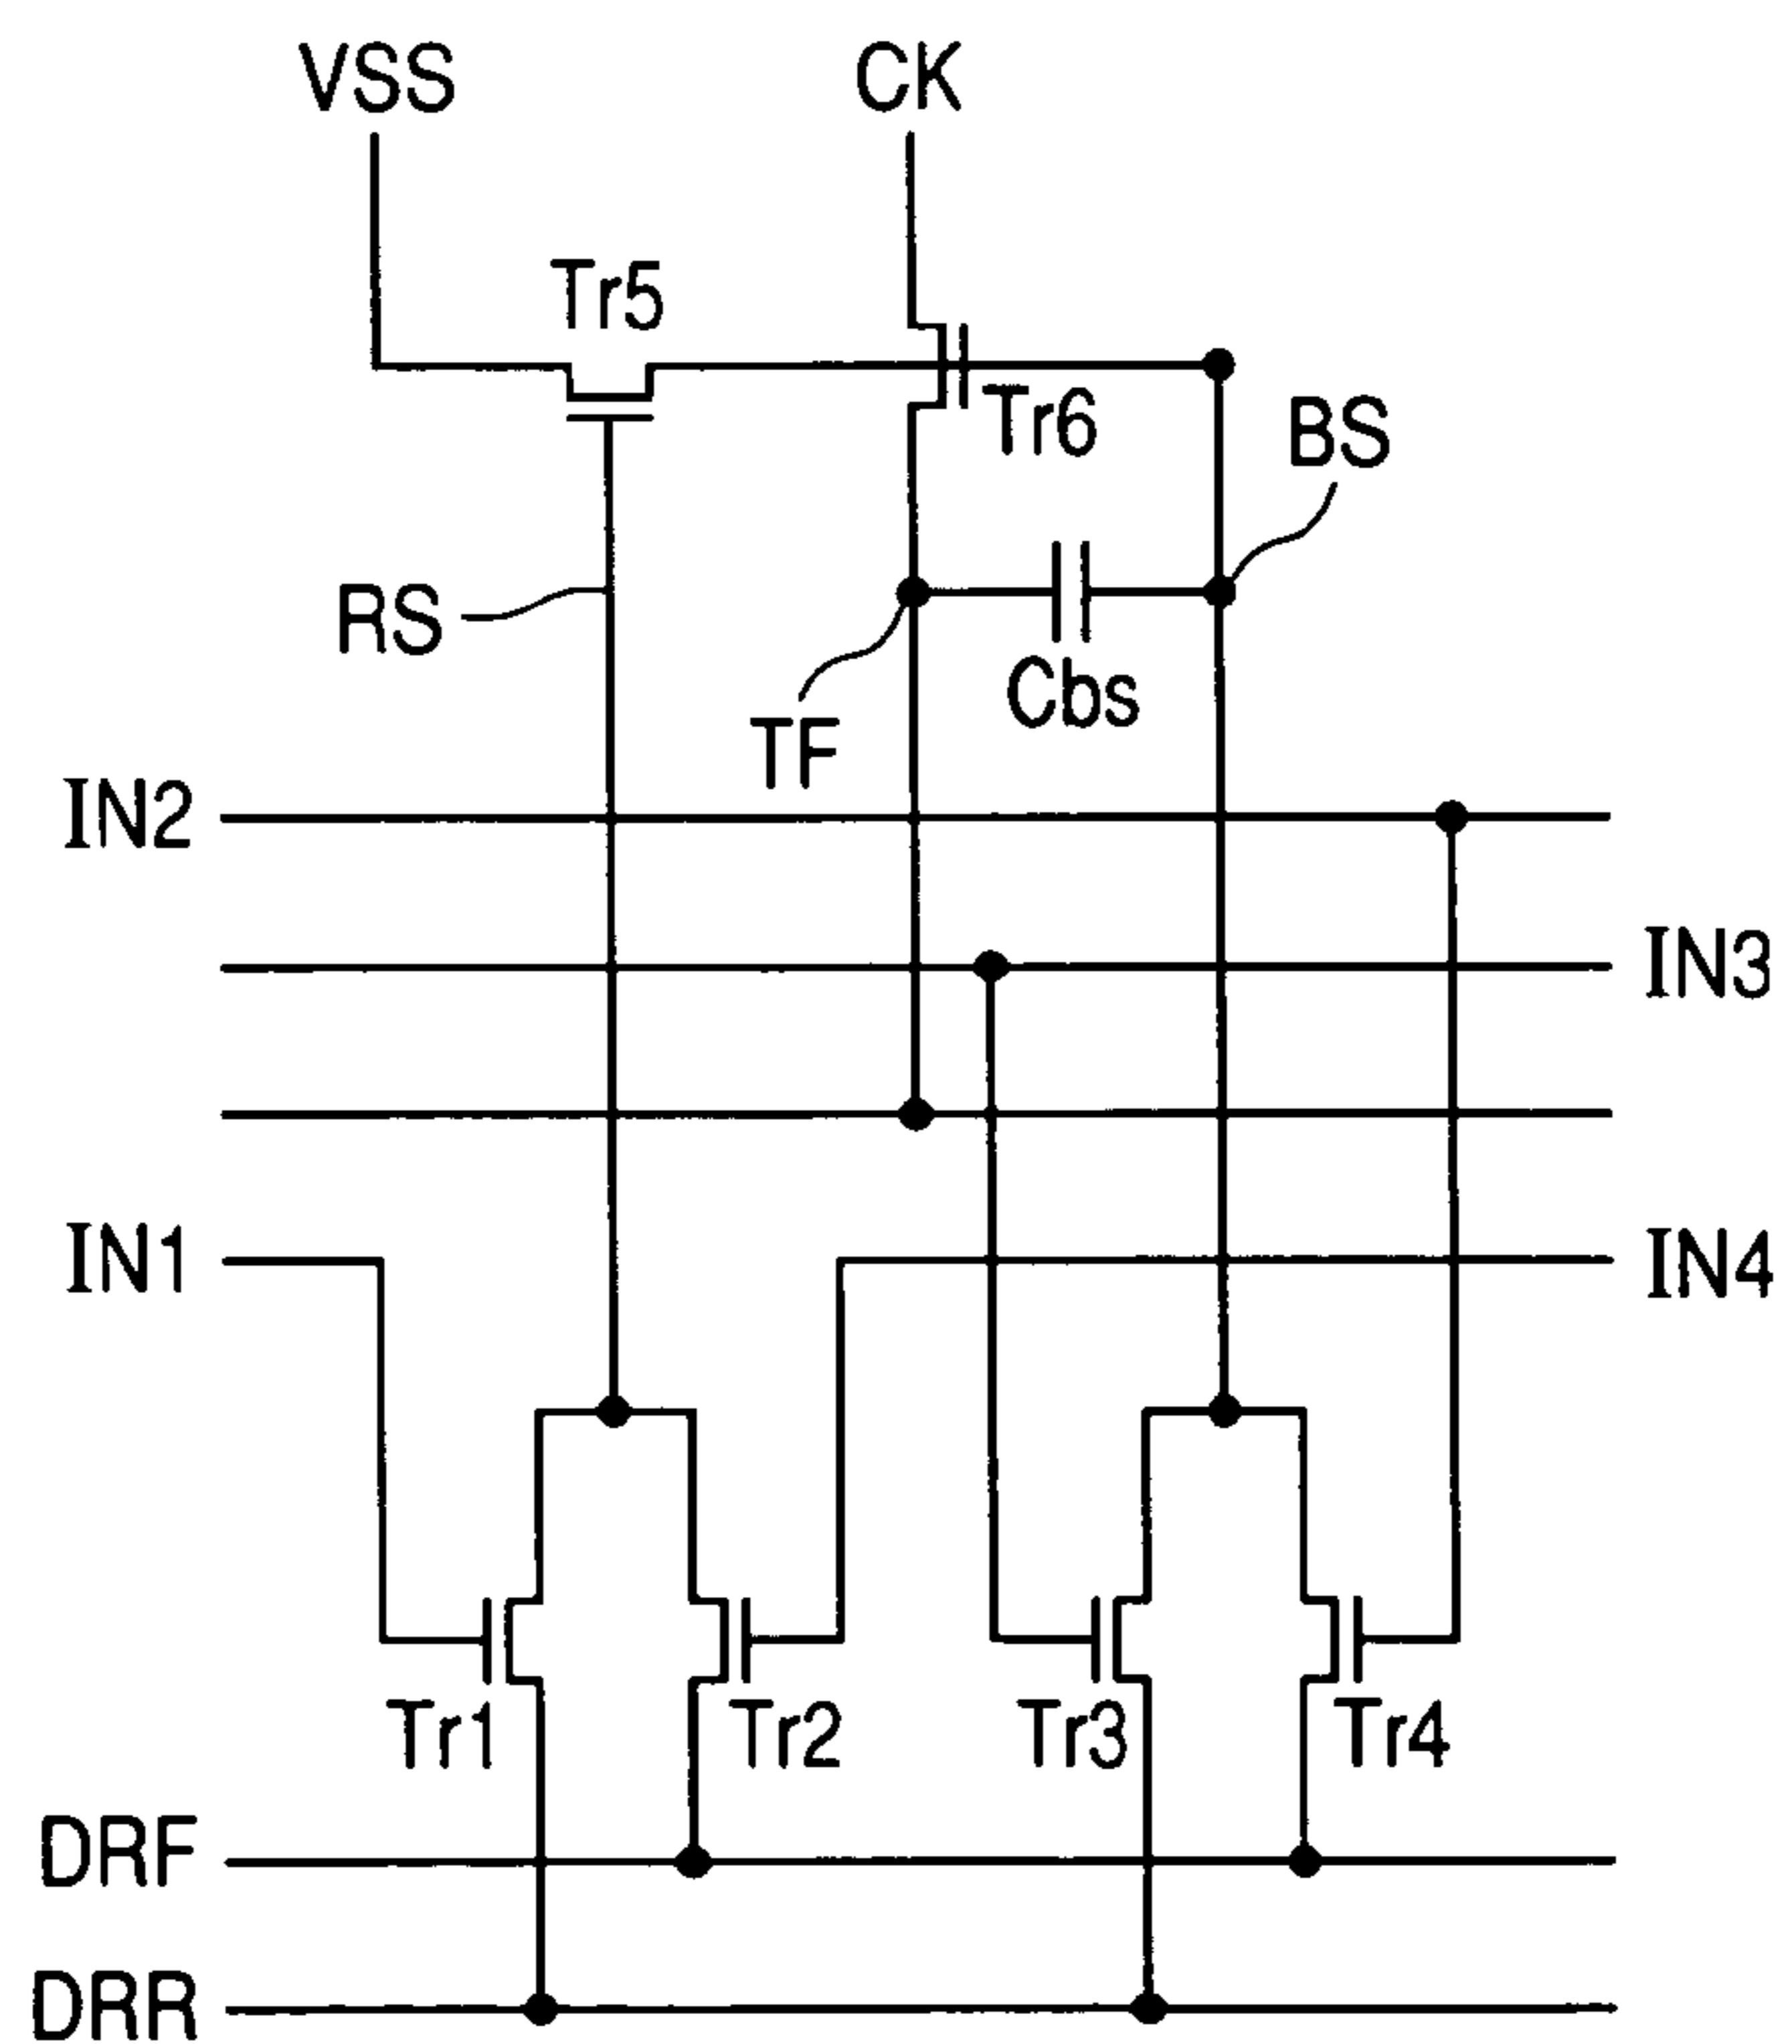 VSS
CK
Tr5
Tr6
BS
RS
Cbs
TF
IN2
IN3
IN1
IN4
Tr1
Tr2
Tr3
Tr4
DRF
DRR